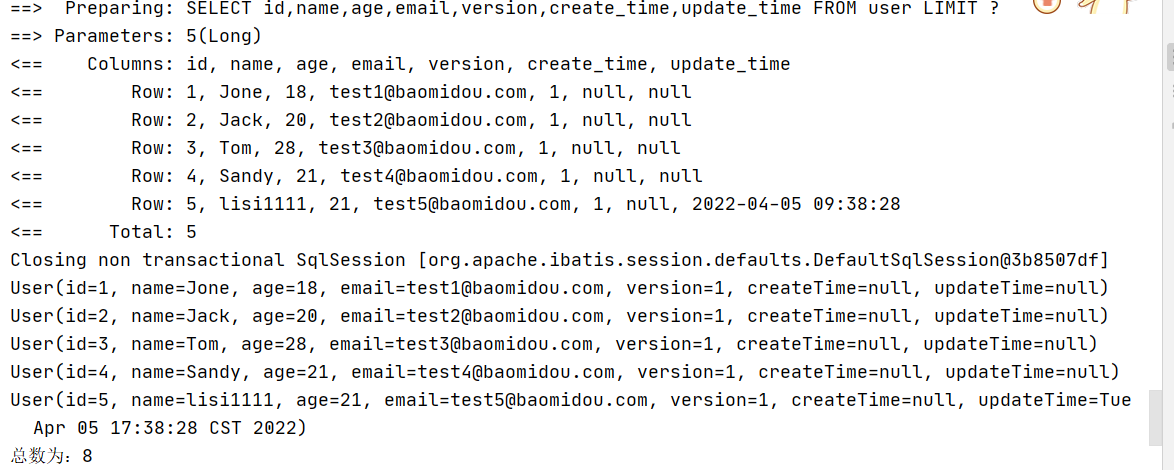 ==>  Preparing: SELECT id,name,age,email,version,create_time,update_time FROM user LIMIT ?
==> Parameters: 5(Long)
<==    Columns: id, name, age, email, version, create_time, update_time
<==        Row: 1, Jone, 18, test1@baomidou.com, 1, null, null
<==        Row: 2, Jack, 20, test2@baomidou.com, 1, null, null
<==        Row: 3, Tom, 28, test3@baomidou.com, 1, null, null
<==        Row: 4, Sandy, 21, test4@baomidou.com, 1, null, null
<==        Row: 5, lisi1111, 21, test5@baomidou.com, 1, null, 2022-04-05 09:38:28
<==      Total: 5
Closing non transactional SqlSession [org.apache.ibatis.session.defaults.DefaultSqlSession@3b8507df]
User(id=1, name=Jone, age=18, email=test1@baomidou.com, version=1, createTime=null, updateTime=null)
User(id=2, name=Jack, age=20, email=test2@baomidou.com, version=1, createTime=null, updateTime=null)
User(id=3, name=Tom, age=28, email=test3@baomidou.com, version=1, createTime=null, updateTime=null)
User(id=4, name=Sandy, age=21, email=test4@baomidou.com, version=1, createTime=null, updateTime=null)
User(id=5, name=lisi1111, age=21, email=test5@baomidou.com, version=1, createTime=null, updateTime=Tue
Apr 05 17:38:28 CST 2022)
总数为：8